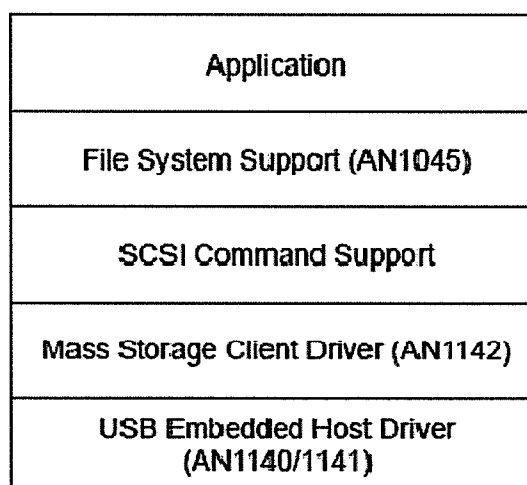 Application
File System Support (AN1045)
SCSI Command Support
Mass Storage Client Driver (AN1142)
USB Embedded Host Driver
(AN1140/1141)